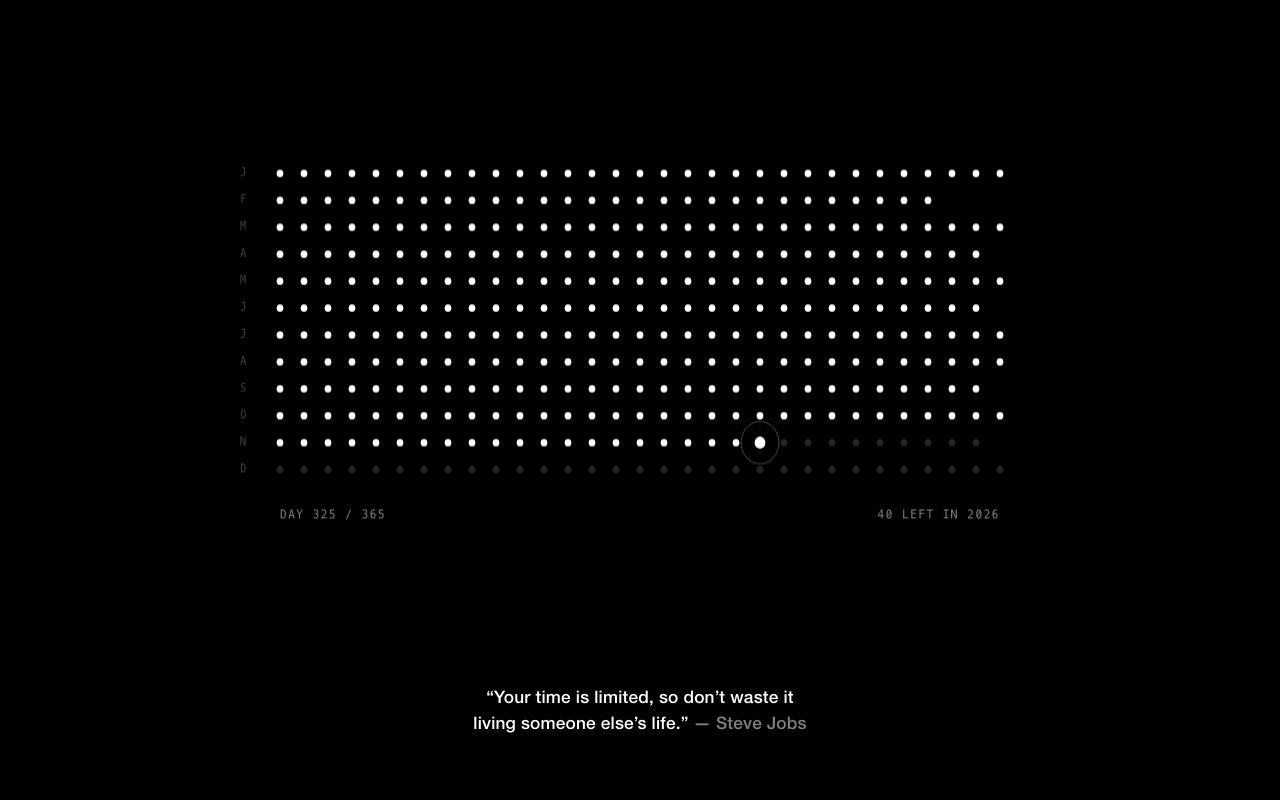 J
F
M
A
M
J
J
A
S
O
N
D
DAY 325 / 365
40 LEFT IN 2026
“Your time is limited, so don’t waste it
living someone else’s life.” — Steve Jobs